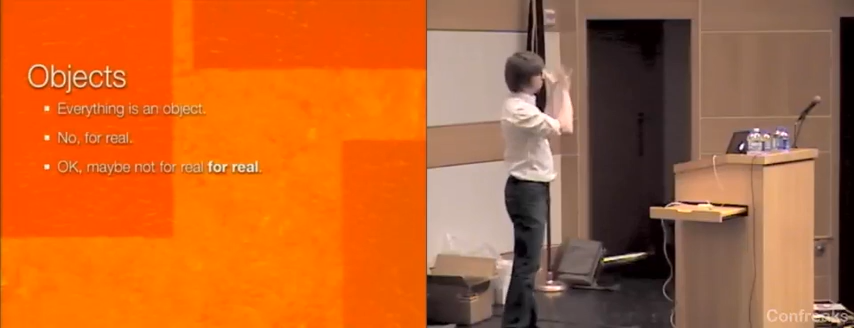 Objects
Everything is an object.
No, for real.
OK, maybe not for real for real.
Confreaks